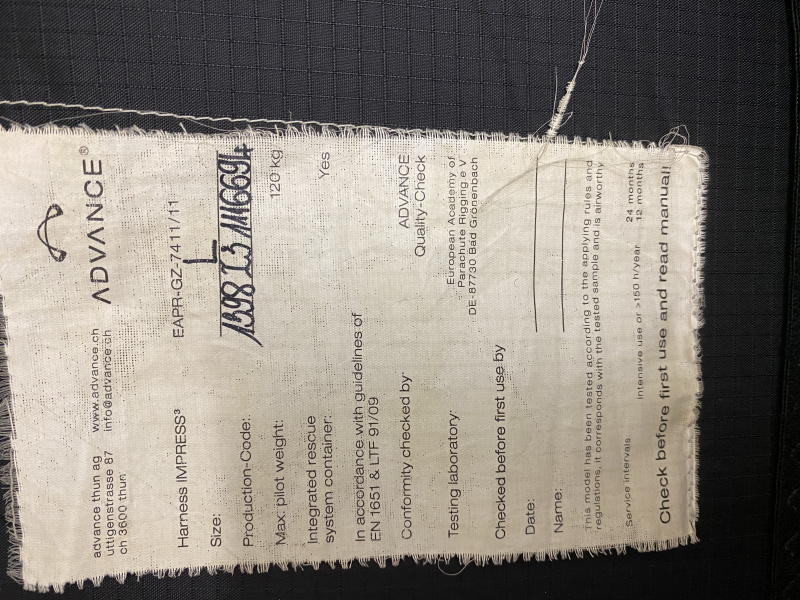 advance thun ag www.advance.ch
uttigenstrasse 87 info@advance.ch
ch 3600 thun
ADVANCE®
Harness IMPRESS³ EAPR-GZ-7411/11
Size: L
Production-Code:
Max. pilot weight: 120 kg
Integrated rescue
system container: Yes
In accordance with guidelines of
EN 1651 & LTF 91/09
Conformity checked by: ADVANCE
Quality-Check
Testing laboratory: European Academy of
Parachute Rigging e V
DE-87730 Bad Grönenbach
Checked before first use by
Date:
Name:
This model has been tested according to the applying rules and
regulations, it corresponds with the tested sample and is airworthy
Service intervals 24 months
intensive use or >150 h/year 12 months
Check before first use and read manual!